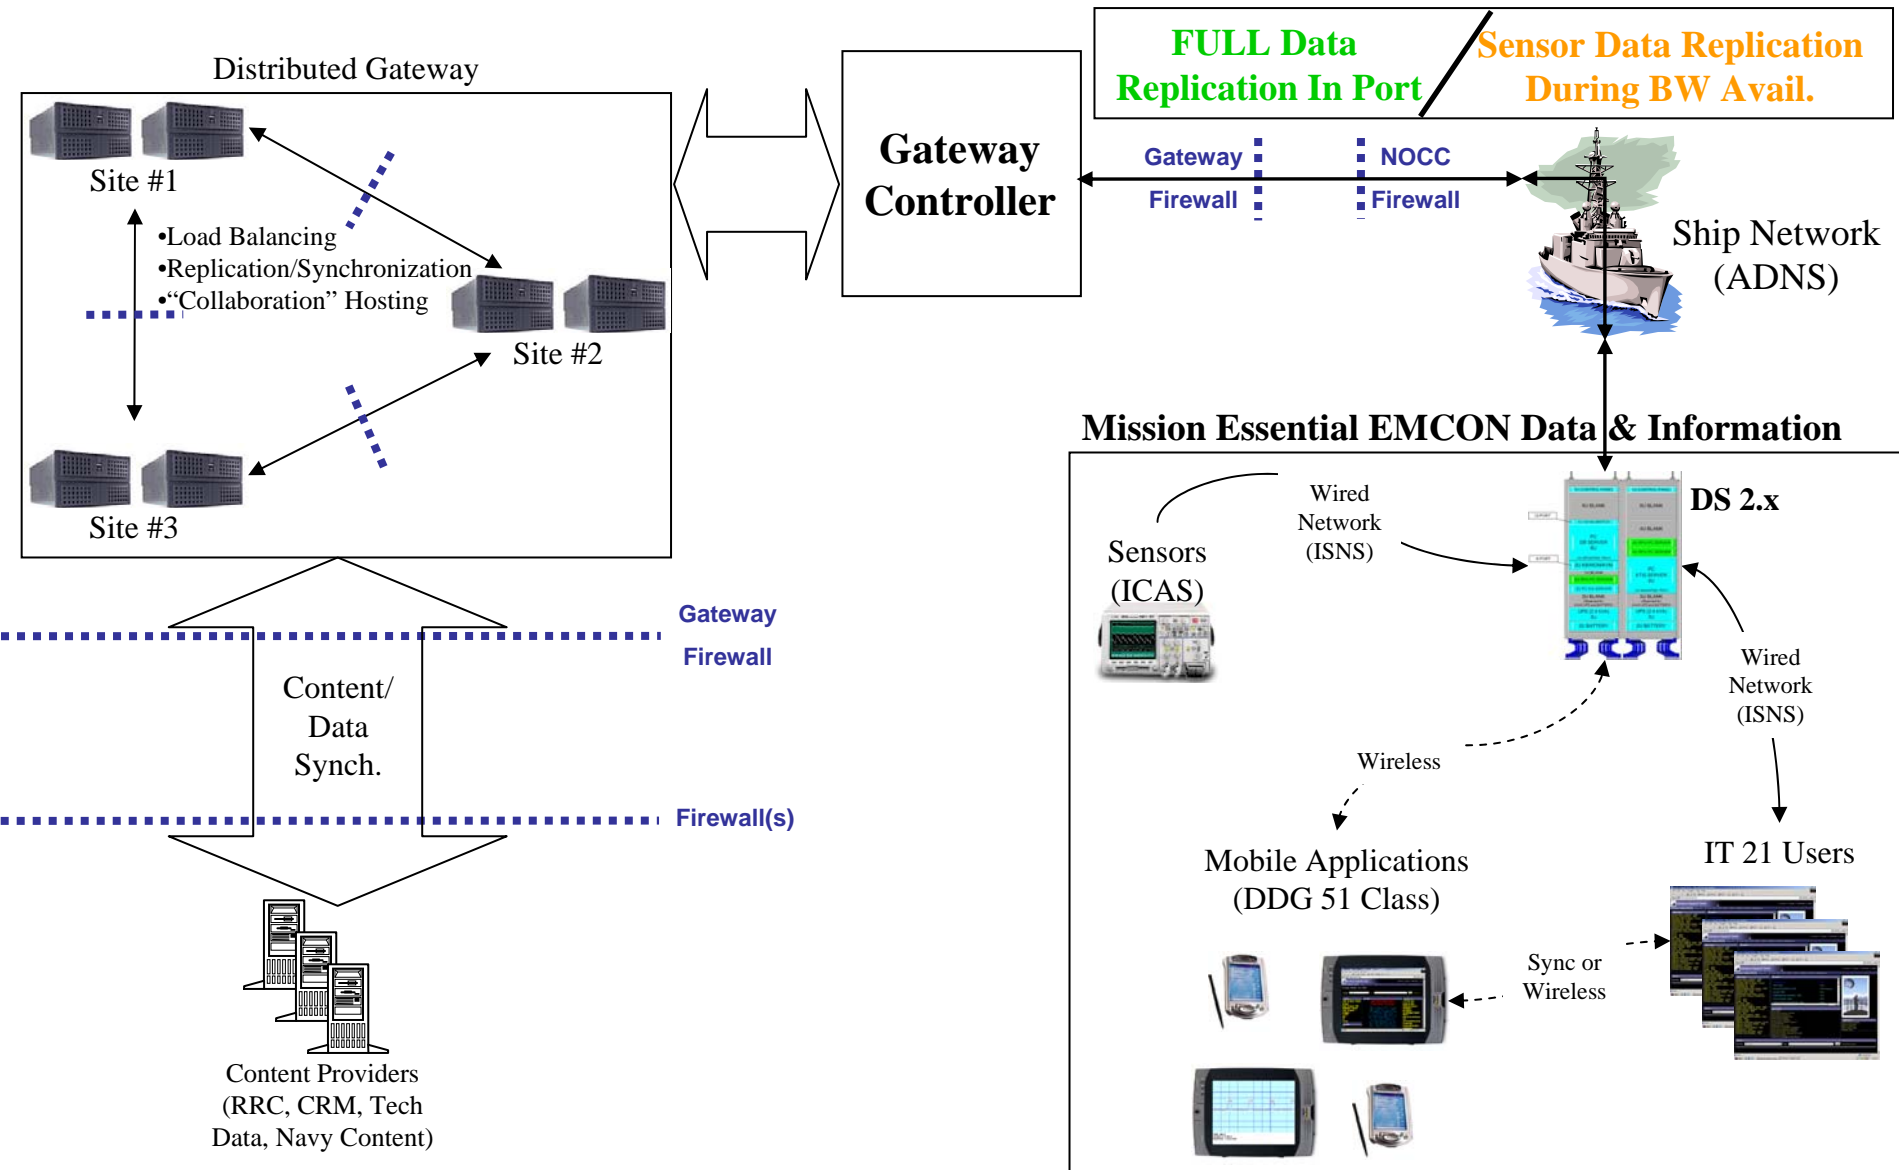 FULL Data
Replication In Port
Sensor Data Replication
During BW Avail.
Distributed Gateway
Site #1
•Load Balancing
•Replication/Synchronization
•“Collaboration” Hosting
Site #2
Site #3
Gateway
Controller
Gateway
Firewall
NOCC
Firewall
Ship Network
(ADNS)
Mission Essential EMCON Data & Information
Wired
Network
(ISNS)
DS 2.x
Sensors
(ICAS)
Gateway
Firewall
Content/
Data
Synch.
Firewall(s)
Wired
Network
(ISNS)
Wireless
Mobile Applications
(DDG 51 Class)
IT 21 Users
Sync or
Wireless
Content Providers
(RRC, CRM, Tech
Data, Navy Content)